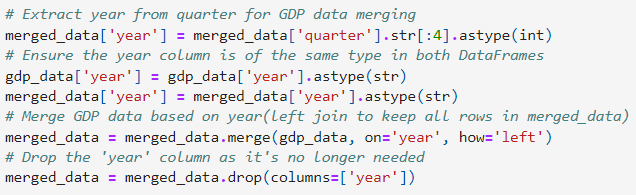 # Extract year from quarter for GDP data merging
merged_data['year'] = merged_data['quarter'].str[:4].astype(int)
# Ensure the year column is of the same type in both DataFrames
gdp_data['year'] = gdp_data['year'].astype(str)
merged_data['year'] = merged_data['year'].astype(str)
# Merge GDP data based on year(left join to keep all rows in merged_data)
merged_data = merged_data.merge(gdp_data, on='year', how='left')
# Drop the 'year' column as it's no longer needed
merged_data = merged_data.drop(columns=['year'])